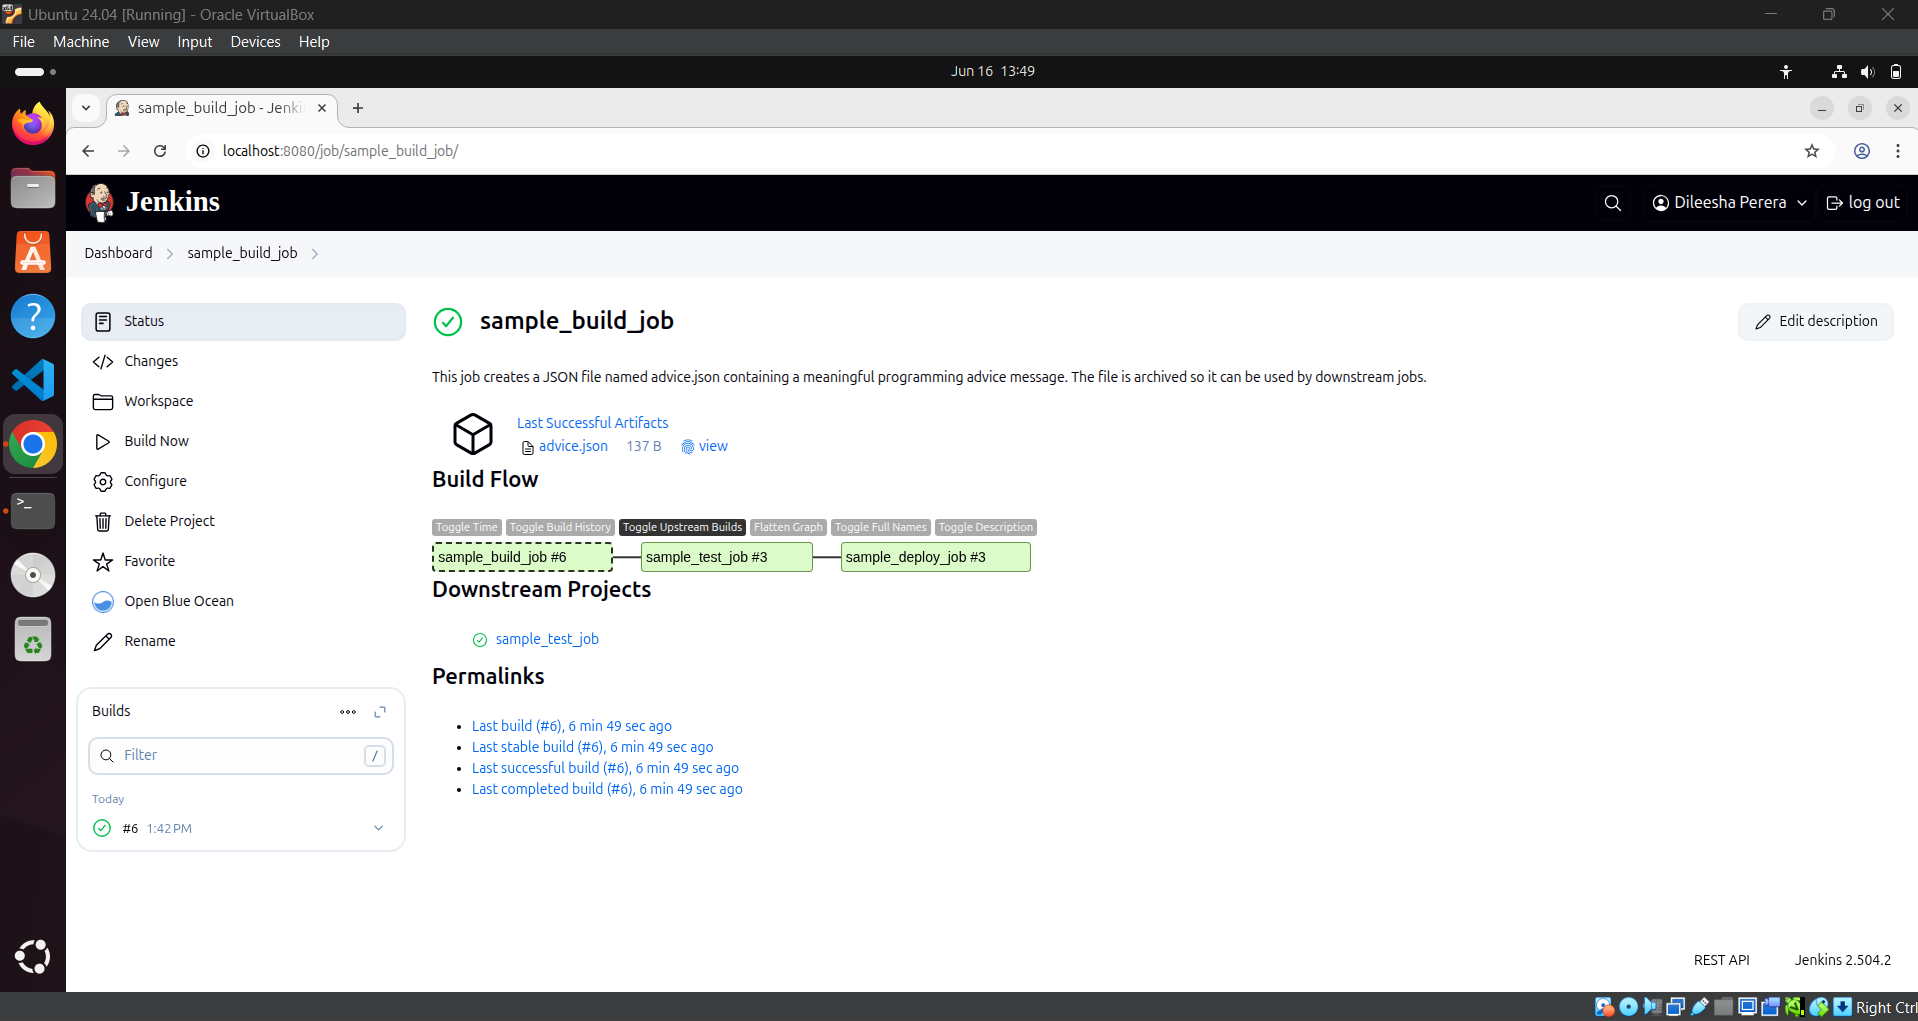 Ubuntu 24.04 [Running] - Oracle VirtualBox
File Machine View Input Devices Help
Jun 16 13:49
sample_build_job - Jenki
localhost:8080/job/sample_build_job/
Jenkins
Dileesha Perera
log out
Dashboard
sample_build_job
Status
Changes
Workspace
Build Now
Configure
Delete Project
Favorite
Open Blue Ocean
Rename
Builds
Filter
/
Today
#6 1:42 PM
sample_build_job
Edit description
This job creates a JSON file named advice.json containing a meaningful programming advice message. The file is archived so it can be used by downstream jobs.
Last Successful Artifacts
advice.json 137 B view
Build Flow
Toggle Time Toggle Build History Toggle Upstream Builds Flatten Graph Toggle Full Names Toggle Description
sample_build_job #6 sample_test_job #3 sample_deploy_job #3
Downstream Projects
sample_test_job
Permalinks
Last build (#6), 6 min 49 sec ago
Last stable build (#6), 6 min 49 sec ago
Last successful build (#6), 6 min 49 sec ago
Last completed build (#6), 6 min 49 sec ago
REST API Jenkins 2.504.2
Right Ctrl